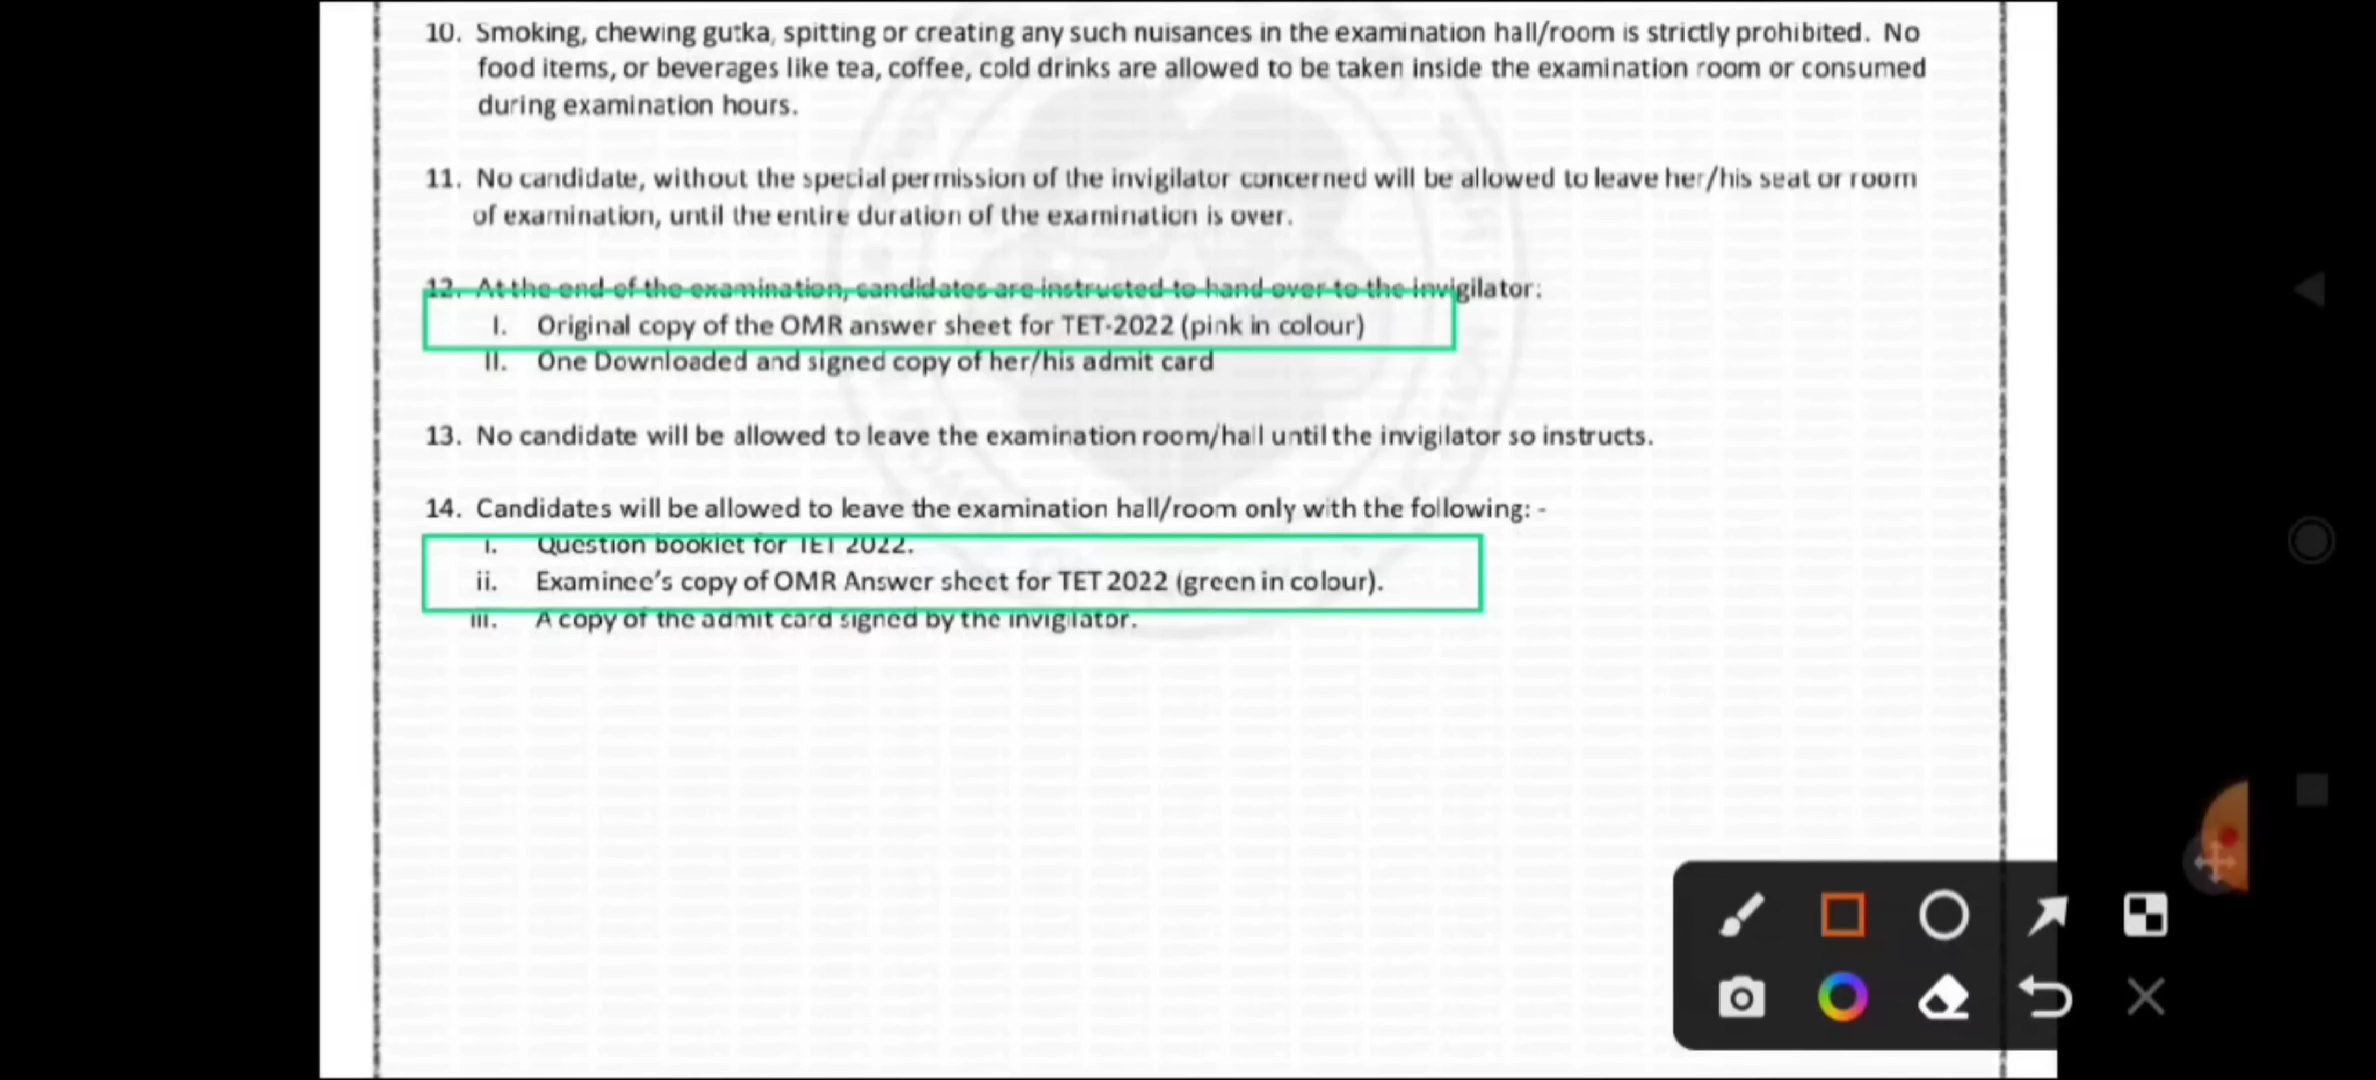 10. Smoking, chewing gutka, spitting or creating any such nuisances in the examination hall/room is strictly prohibited. No
food items, or beverages like tea, coffee, cold drinks are allowed to be taken inside the examination room or consumed
during examination hours.
11. No candidate, without the special permission of the invigilator concerned will be allowed to leave her/his seat or room
of examination, until the entire duration of the examination is over.
12. At the end of the examination, candidates are instructed to hand over to the invigilator:
I. Original copy of the OMR answer sheet for TET-2022 (pink in colour)
II. One Downloaded and signed copy of her/his admit card
13. No candidate will be allowed to leave the examination room/hall until the invigilator so instructs.
14. Candidates will be allowed to leave the examination hall/room only with the following: -
i. Question booklet for TET 2022.
ii. Examinee's copy of OMR Answer sheet for TET 2022 (green in colour).
iii. A copy of the admit card signed by the invigilator.